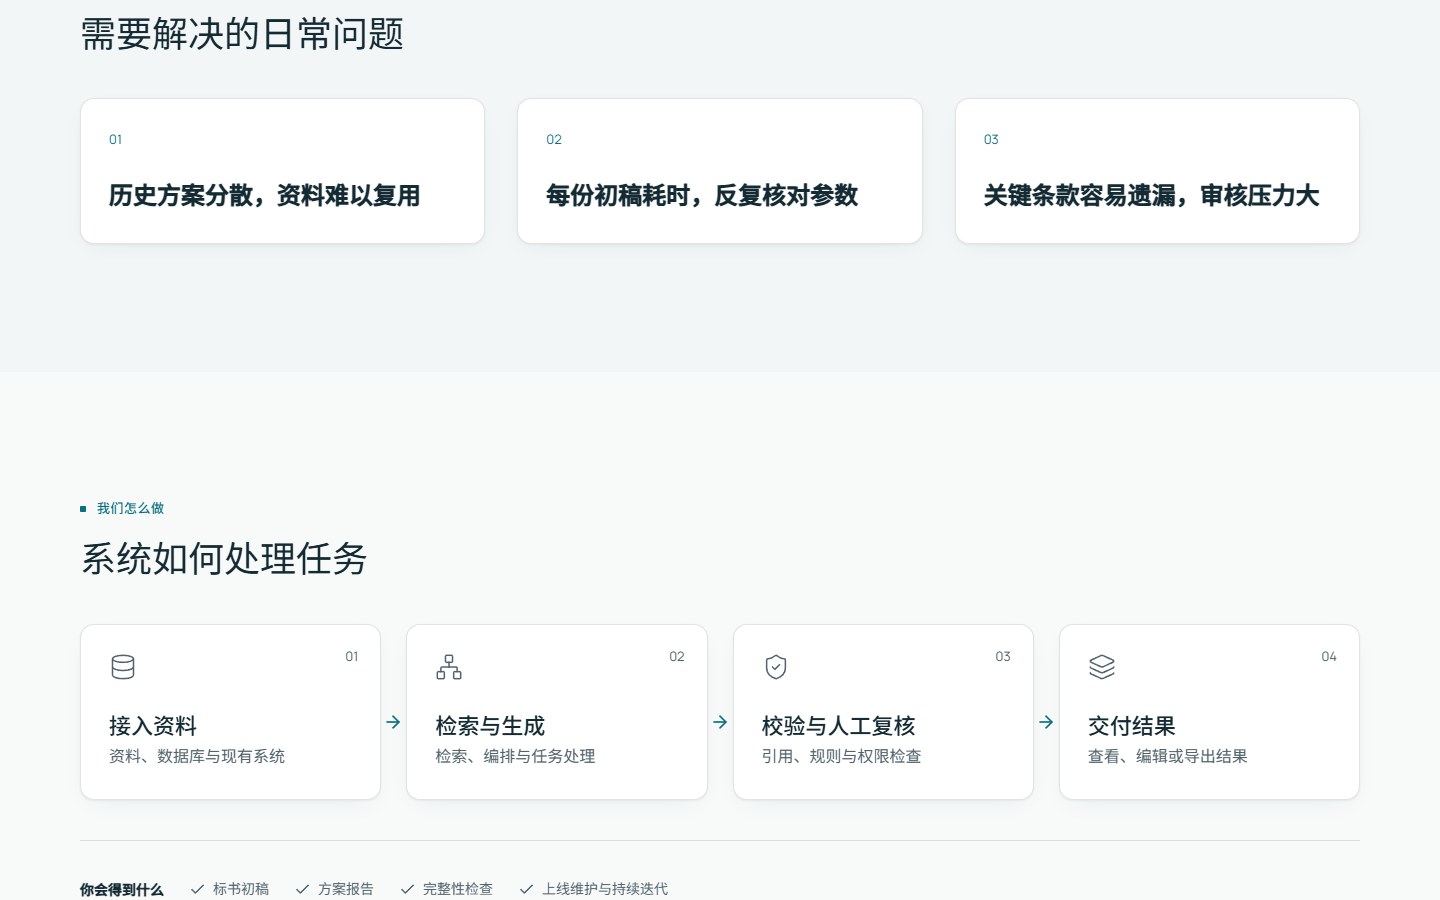 需要解决的日常问题
01
历史方案分散，资料难以复用
02
每份初稿耗时，反复核对参数
03
关键条款容易遗漏，审核压力大
我们怎么做
系统如何处理任务
01
接入资料
资料、数据库与现有系统
02
检索与生成
检索、编排与任务处理
03
校验与人工复核
引用、规则与权限检查
04
交付结果
查看、编辑或导出结果
你会得到什么 标书初稿 方案报告 完整性检查 上线维护与持续迭代